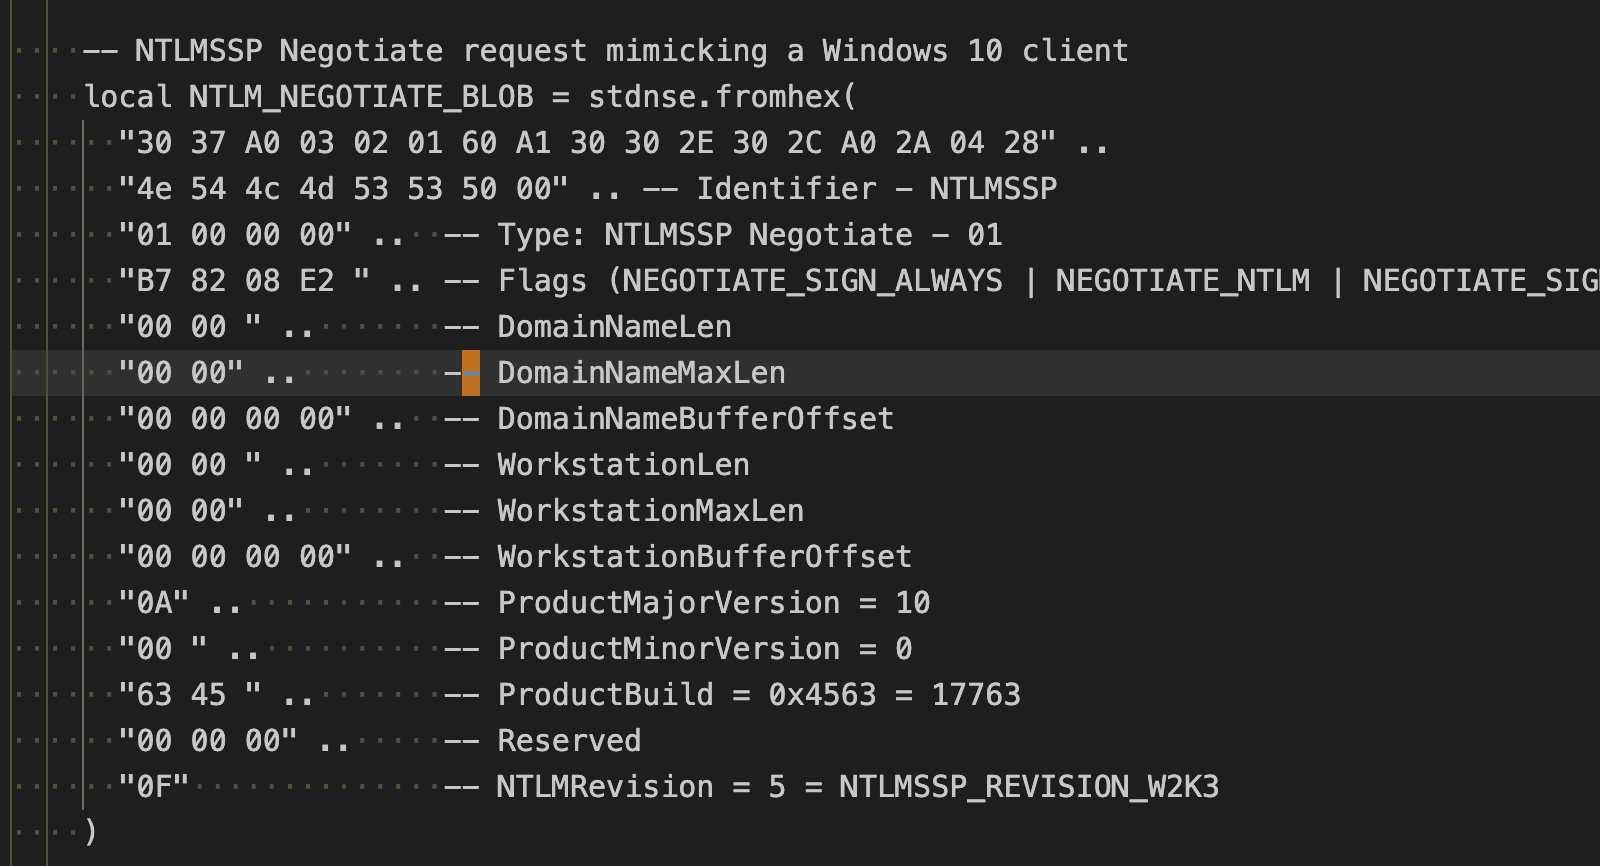 -- NTLMSSP Negotiate request mimicking a Windows 10 client
local NTLM_NEGOTIATE_BLOB = stdnse.fromhex(
"30 37 A0 03 02 01 60 A1 30 30 2E 30 2C A0 2A 04 28" ..
"4e 54 4c 4d 53 53 50 00" .. -- Identifier - NTLMSSP
"01 00 00 00" ..  -- Type: NTLMSSP Negotiate - 01
"B7 82 08 E2 " .. -- Flags (NEGOTIATE_SIGN_ALWAYS | NEGOTIATE_NTLM | NEGOTIATE_SIG
"00 00 " ..       -- DomainNameLen
"00 00" ..        -- DomainNameMaxLen
"00 00 00 00" ..  -- DomainNameBufferOffset
"00 00 " ..       -- WorkstationLen
"00 00" ..        -- WorkstationMaxLen
"00 00 00 00" ..  -- WorkstationBufferOffset
"0A" ..           -- ProductMajorVersion = 10
"00 " ..          -- ProductMinorVersion = 0
"63 45 " ..       -- ProductBuild = 0x4563 = 17763
"00 00 00" ..     -- Reserved
"0F"              -- NTLMRevision = 5 = NTLMSSP_REVISION_W2K3
)